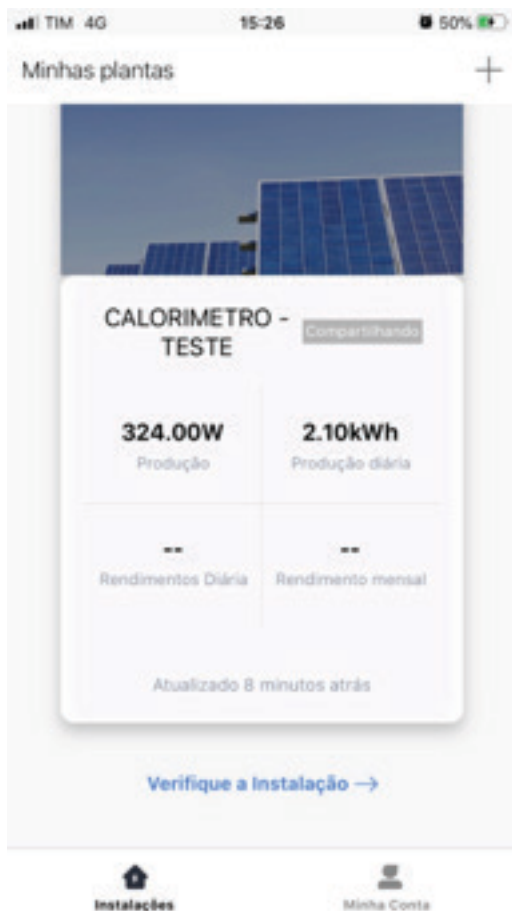 TIM 4G 15:26 50%
Minhas plantas
CALORIMETRO -
TESTE
Compartilhando
324.00W 2.10kWh
Produção Produção diária
-- --
Rendimentos Diária Rendimento mensal
Atualizado 8 minutos atrás
Verifique a Instalação →
Instalações Minha Conta